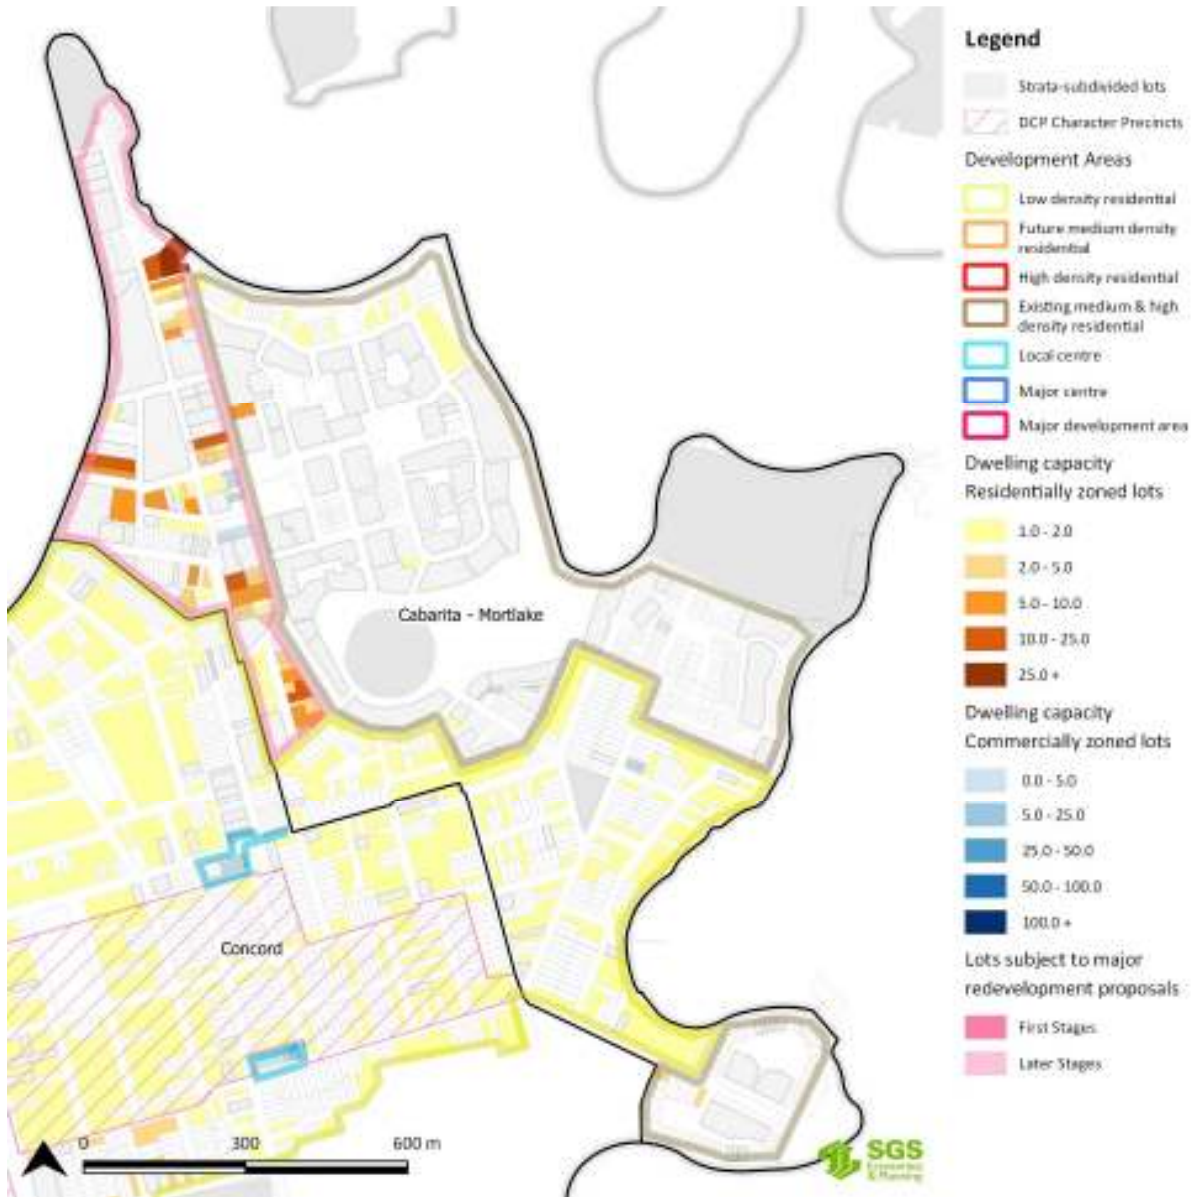 Legend
Strata-subdivided lots
DCP Character Precincts
Development Areas
Low density residential
Future medium density
residential
High density residential
Existing medium & high
density residential
Local centre
Major centre
Major development area
Dwelling capacity
Residentially zoned lots
1.0 - 2.0
2.0 - 5.0
5.0 - 10.0
10.0 - 25.0
25.0 +
Dwelling capacity
Commercially zoned lots
0.0 - 5.0
5.0 - 25.0
25.0 - 50.0
50.0 - 100.0
100.0 +
Lots subject to major
redevelopment proposals
First Stages
Later Stages
Cabarita - Mortlake
Concord
0 300 600 m
SGS
Economics
& Planning